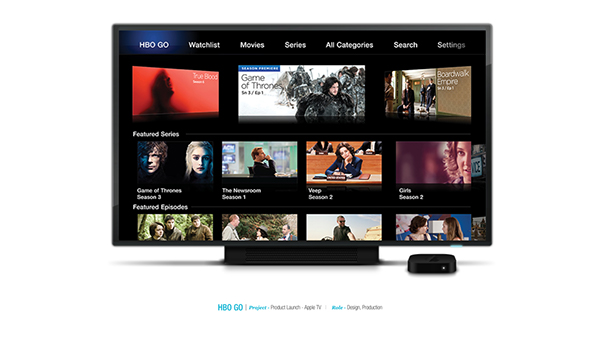 HBO GO Watchlist Movies Series All Categories Search Settings
True Blood
Season 5
SEASON PREMIERE
Game
of Thrones
Sn 3 / Ep 1
Boardwalk
Empire
Sn 3 / Ep 1
Featured Series
Game of Thrones
Season 3
The Newsroom
Season 1
Veep
Season 2
Girls
Season 2
Featured Episodes
HBO GO | Project - Product Launch - Apple TV | Role - Design, Production